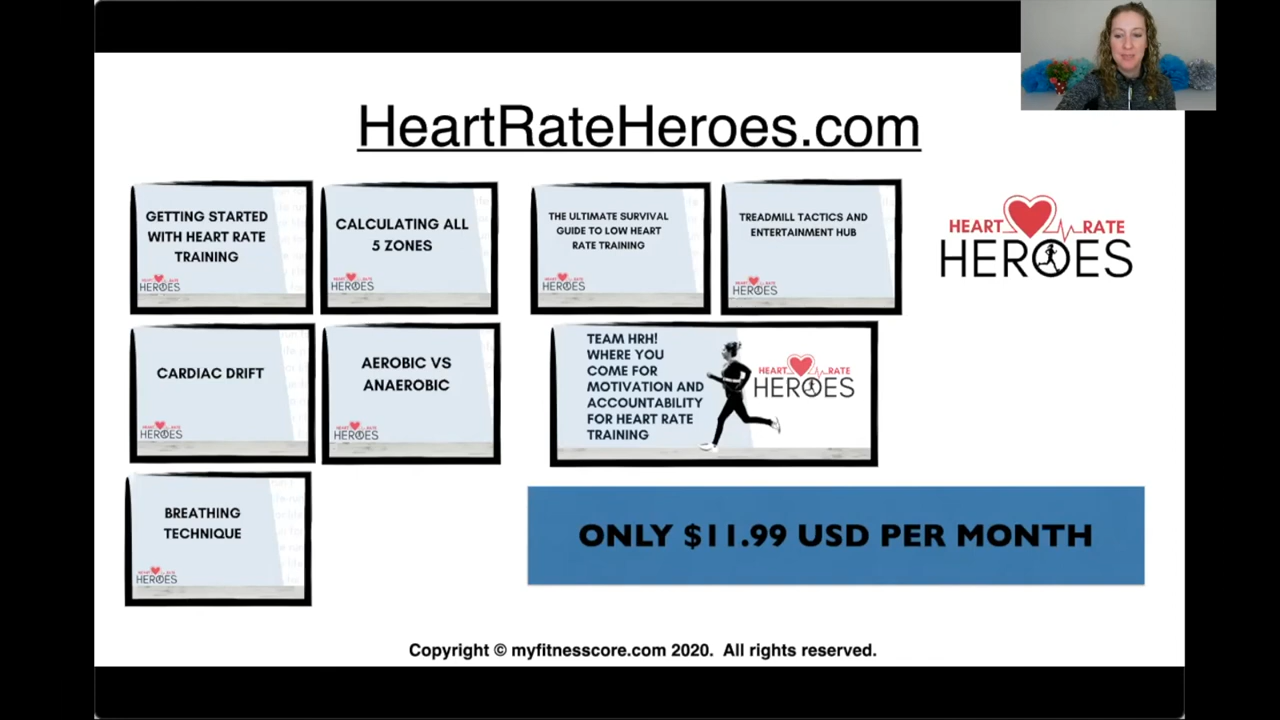 HeartRateHeroes.com
GETTING STARTED
WITH HEART RATE
TRAINING
HEART RATE
HEROES
CALCULATING ALL
5 ZONES
HEART RATE
HEROES
THE ULTIMATE SURVIVAL
GUIDE TO LOW HEART
RATE TRAINING
HEART RATE
HEROES
TREADMILL TACTICS AND
ENTERTAINMENT HUB
HEART RATE
HEROES
HEART RATE
HEROES
CARDIAC DRIFT
HEART RATE
HEROES
AEROBIC VS
ANAEROBIC
HEART RATE
HEROES
TEAM HRH!
WHERE YOU
COME FOR
MOTIVATION AND
ACCOUNTABILITY
FOR HEART RATE
TRAINING
HEART RATE
HEROES
BREATHING
TECHNIQUE
HEART RATE
HEROES
ONLY $11.99 USD PER MONTH
Copyright © myfitnesscore.com 2020. All rights reserved.